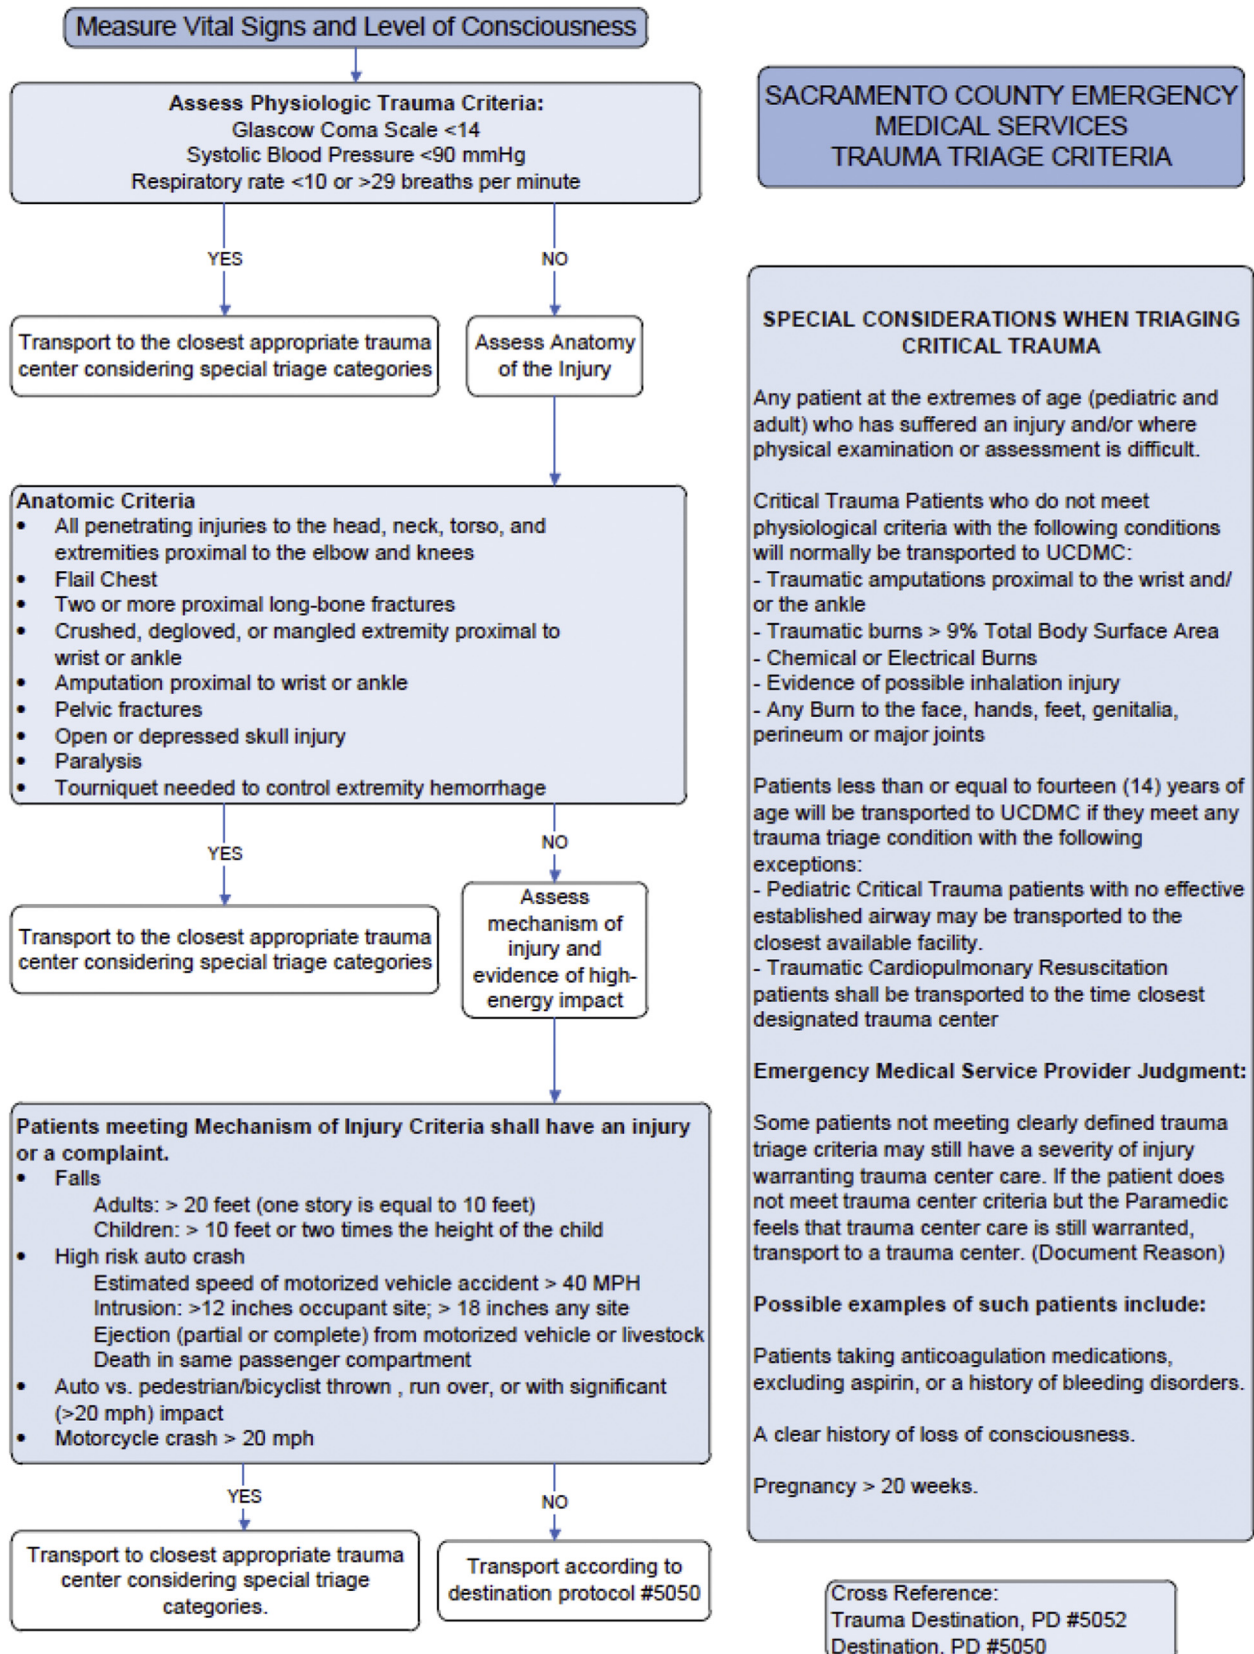 Measure Vital Signs and Level of Consciousness
Assess Physiologic Trauma Criteria:
Glascow Coma Scale <14
Systolic Blood Pressure <90 mmHg
Respiratory rate <10 or >29 breaths per minute
YES
NO
Transport to the closest appropriate trauma
center considering special triage categories
Assess Anatomy
of the Injury
Anatomic Criteria
• All penetrating injuries to the head, neck, torso, and
extremities proximal to the elbow and knees
• Flail Chest
• Two or more proximal long-bone fractures
• Crushed, degloved, or mangled extremity proximal to
wrist or ankle
• Amputation proximal to wrist or ankle
• Pelvic fractures
• Open or depressed skull injury
• Paralysis
• Tourniquet needed to control extremity hemorrhage
YES
NO
Transport to the closest appropriate trauma
center considering special triage categories
Assess
mechanism of
injury and
evidence of high-
energy impact
Patients meeting Mechanism of Injury Criteria shall have an injury
or a complaint.
• Falls
Adults: > 20 feet (one story is equal to 10 feet)
Children: > 10 feet or two times the height of the child
• High risk auto crash
Estimated speed of motorized vehicle accident > 40 MPH
Intrusion: >12 inches occupant site; > 18 inches any site
Ejection (partial or complete) from motorized vehicle or livestock
Death in same passenger compartment
• Auto vs. pedestrian/bicyclist thrown , run over, or with significant
(>20 mph) impact
• Motorcycle crash > 20 mph
YES
NO
Transport to closest appropriate trauma
center considering special triage
categories.
Transport according to
destination protocol #5050
SACRAMENTO COUNTY EMERGENCY
MEDICAL SERVICES
TRAUMA TRIAGE CRITERIA
SPECIAL CONSIDERATIONS WHEN TRIAGING
CRITICAL TRAUMA
Any patient at the extremes of age (pediatric and
adult) who has suffered an injury and/or where
physical examination or assessment is difficult.
Critical Trauma Patients who do not meet
physiological criteria with the following conditions
will normally be transported to UCDMC:
- Traumatic amputations proximal to the wrist and/
or the ankle
- Traumatic burns > 9% Total Body Surface Area
- Chemical or Electrical Burns
- Evidence of possible inhalation injury
- Any Burn to the face, hands, feet, genitalia,
perineum or major joints
Patients less than or equal to fourteen (14) years of
age will be transported to UCDMC if they meet any
trauma triage condition with the following
exceptions:
- Pediatric Critical Trauma patients with no effective
established airway may be transported to the
closest available facility.
- Traumatic Cardiopulmonary Resuscitation
patients shall be transported to the time closest
designated trauma center
Emergency Medical Service Provider Judgment:
Some patients not meeting clearly defined trauma
triage criteria may still have a severity of injury
warranting trauma center care. If the patient does
not meet trauma center criteria but the Paramedic
feels that trauma center care is still warranted,
transport to a trauma center. (Document Reason)
Possible examples of such patients include:
Patients taking anticoagulation medications,
excluding aspirin, or a history of bleeding disorders.
A clear history of loss of consciousness.
Pregnancy > 20 weeks.
Cross Reference:
Trauma Destination, PD #5052
Destination, PD #5050